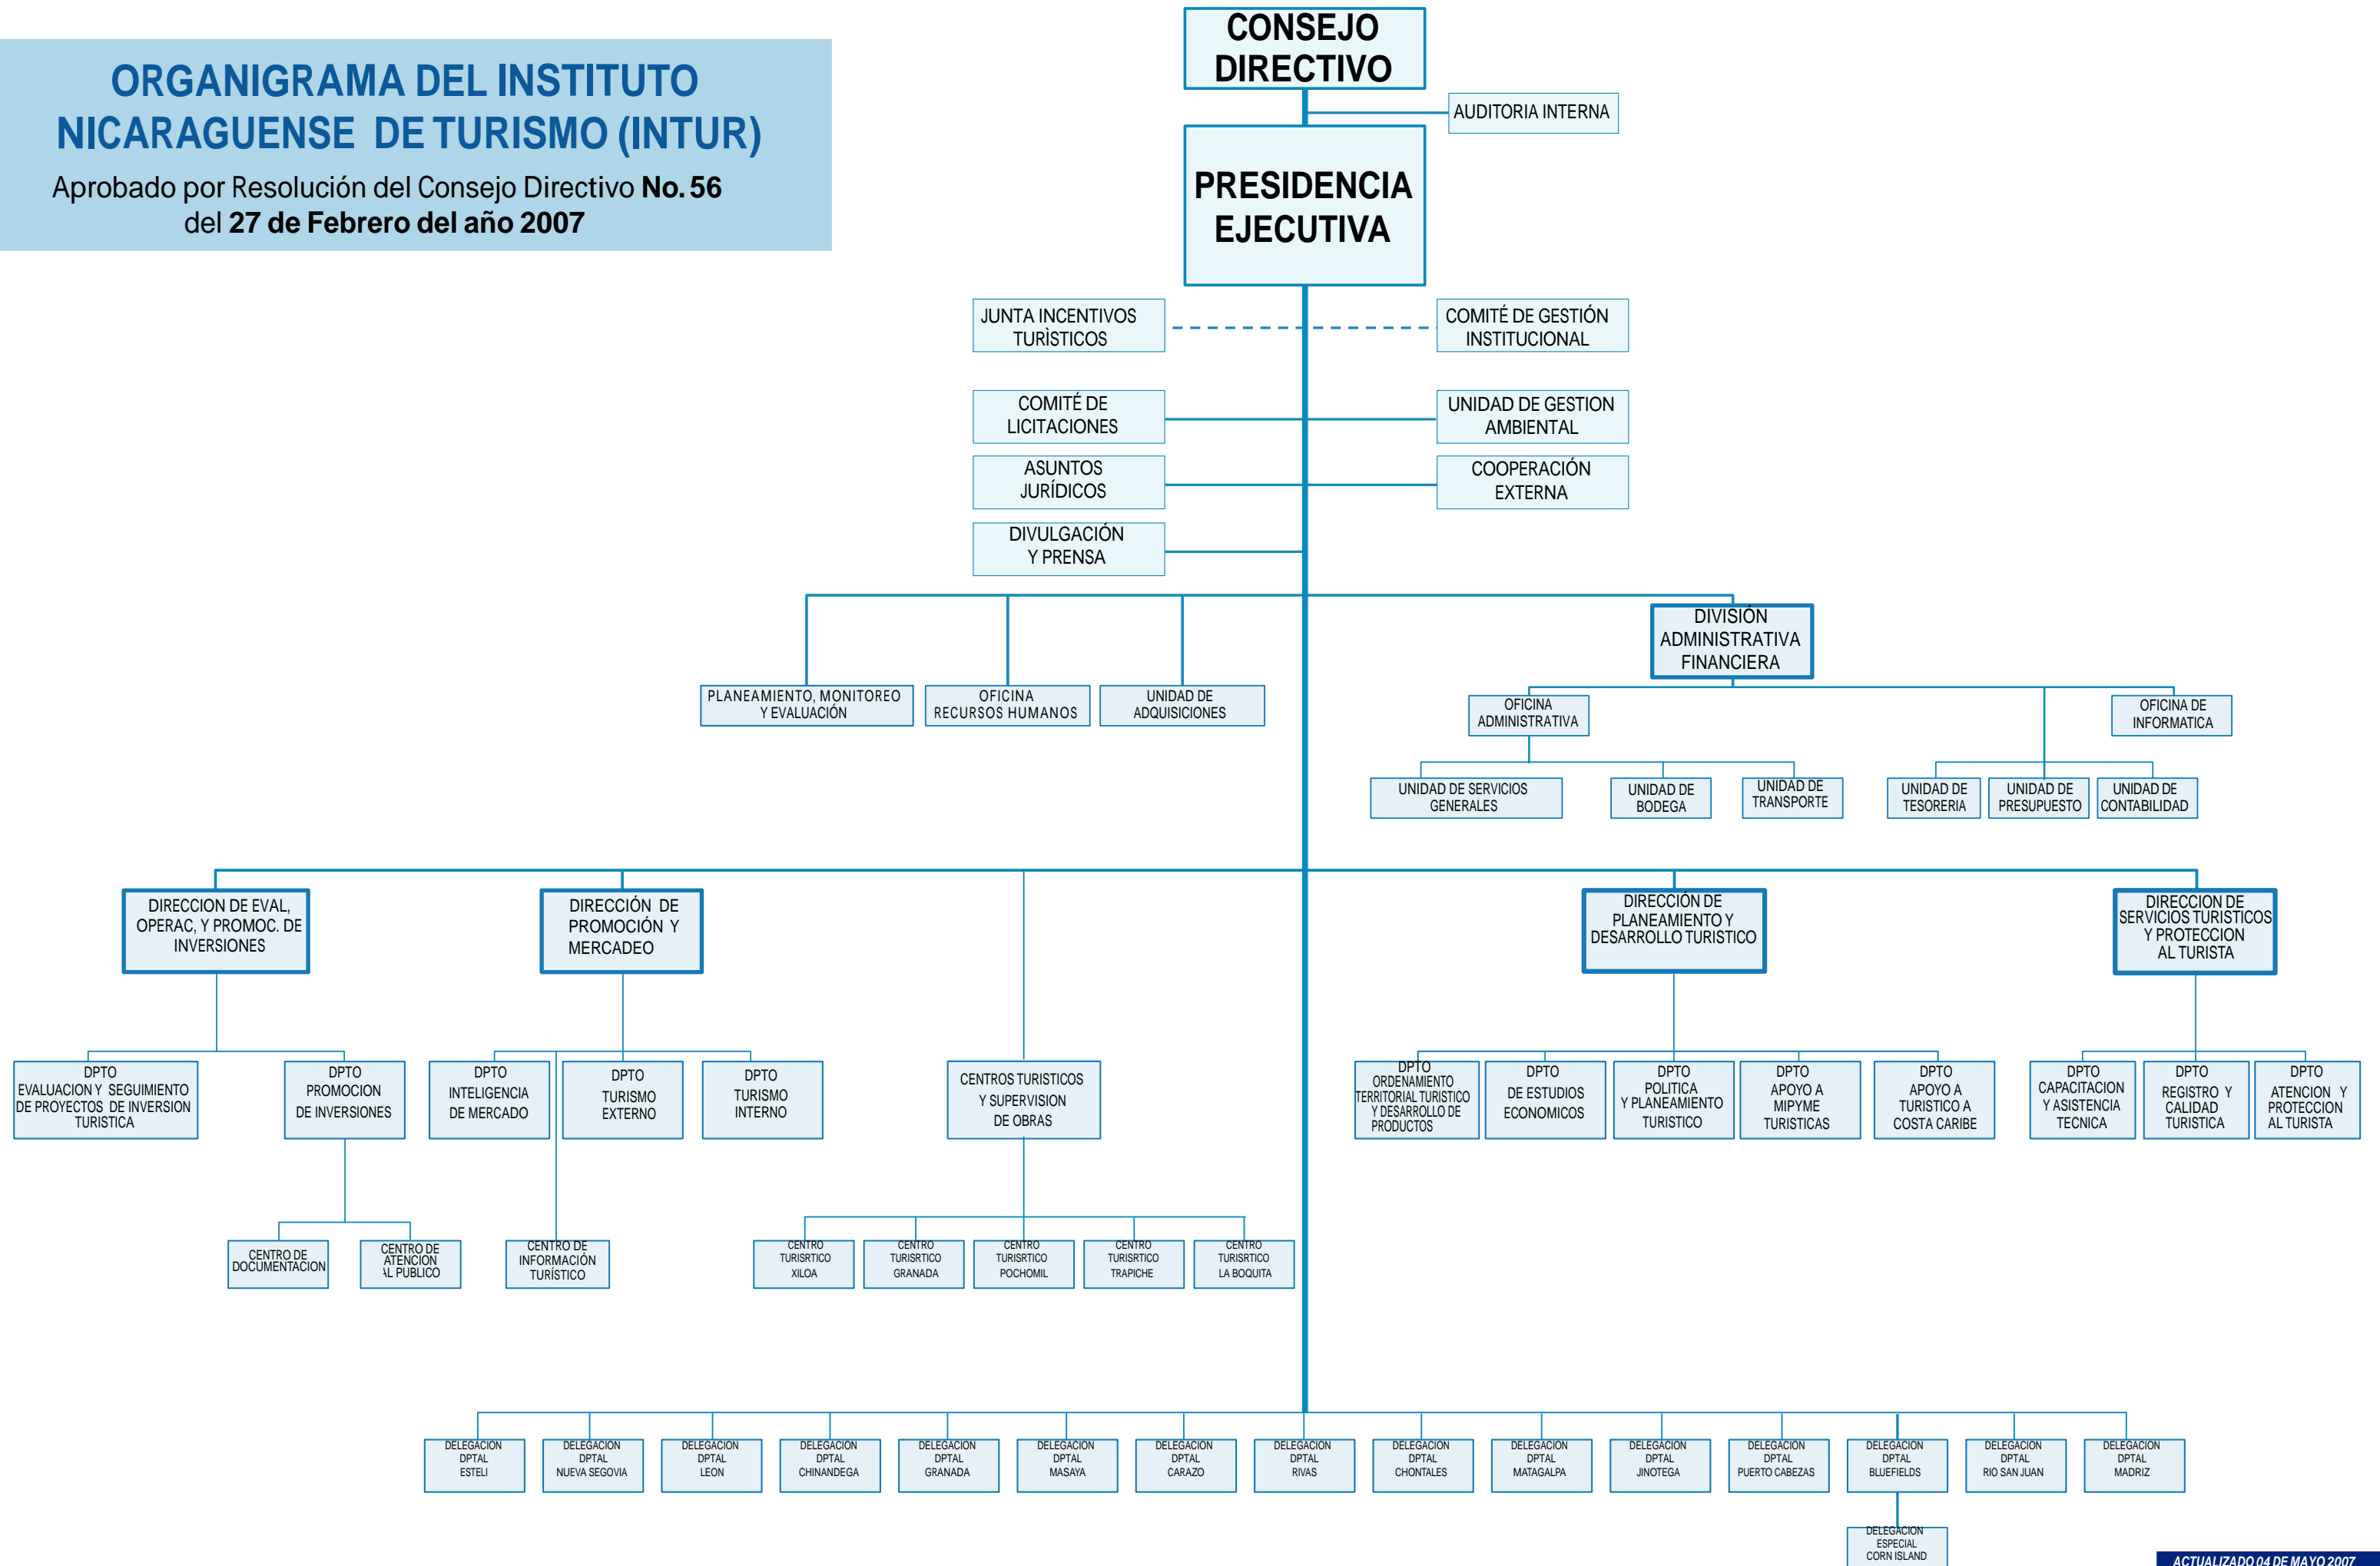 CONSEJO
DIRECTIVO
ORGANIGRAMA DEL INSTITUTO
NICARAGUENSE DE TURISMO (INTUR)
Aprobado por Resolución del Consejo Directivo No. 56
del 27 de Febrero del año 2007
AUDITORIA INTERNA
PRESIDENCIA
EJECUTIVA
JUNTA INCENTIVOS
TURÌSTICOS
COMITÉ DE GESTIÓN
INSTITUCIONAL
COMITÉ DE
LICITACIONES
UNIDAD DE GESTION
AMBIENTAL
ASUNTOS
JURÍDICOS
COOPERACIÓN
EXTERNA
DIVULGACIÓN
Y PRENSA
DIVISIÓN
ADMINISTRATIVA
FINANCIERA
PLANEAMIENTO, MONITOREO
Y EVALUACIÓN
OFICINA
RECURSOS HUMANOS
UNIDAD DE
ADQUISICIONES
OFICINA
ADMINISTRATIVA
OFICINA DE
INFORMATICA
UNIDAD DE SERVICIOS
GENERALES
UNIDAD DE
BODEGA
UNIDAD DE
TRANSPORTE
UNIDAD DE
TESORERIA
UNIDAD DE
PRESUPUESTO
UNIDAD DE
CONTABILIDAD
DIRECCION DE EVAL,
OPERAC, Y PROMOC. DE
INVERSIONES
DIRECCIÓN DE
PROMOCIÓN Y
MERCADEO
DIRECCIÓN DE
PLANEAMIENTO Y
DESARROLLO TURISTICO
DIRECCION DE
SERVICIOS TURISTICOS
Y PROTECCION
AL TURISTA
DPTO
EVALUACION Y SEGUIMIENTO
DE PROYECTOS DE INVERSION
TURISTICA
DPTO
PROMOCION
DE INVERSIONES
DPTO
INTELIGENCIA
DE MERCADO
DPTO
TURISMO
EXTERNO
DPTO
TURISMO
INTERNO
CENTROS TURISTICOS
Y SUPERVISION
DE OBRAS
DPTO
ORDENAMIENTO
TERRITORIAL TURISTICO
Y DESARROLLO DE
PRODUCTOS
DPTO
DE ESTUDIOS
ECONOMICOS
DPTO
POLITICA
Y PLANEAMIENTO
TURISTICO
DPTO
APOYO A
MIPYME
TURISTICAS
DPTO
APOYO A
TURISTICO A
COSTA CARIBE
DPTO
CAPACITACION
Y ASISTENCIA
TECNICA
DPTO
REGISTRO Y
CALIDAD
TURISTICA
DPTO
ATENCION Y
PROTECCION
AL TURISTA
CENTRO DE
DOCUMENTACION
CENTRO DE
ATENCION
AL PUBLICO
CENTRO DE
INFORMACIÓN
TURÍSTICO
CENTRO
TURISRTICO
XILOA
CENTRO
TURISRTICO
GRANADA
CENTRO
TURISRTICO
POCHOMIL
CENTRO
TURISRTICO
TRAPICHE
CENTRO
TURISRTICO
LA BOQUITA
DELEGACION
DPTAL
ESTELI
DELEGACION
DPTAL
NUEVA SEGOVIA
DELEGACION
DPTAL
LEON
DELEGACION
DPTAL
CHINANDEGA
DELEGACION
DPTAL
GRANADA
DELEGACION
DPTAL
MASAYA
DELEGACION
DPTAL
CARAZO
DELEGACION
DPTAL
RIVAS
DELEGACION
DPTAL
CHONTALES
DELEGACION
DPTAL
MATAGALPA
DELEGACION
DPTAL
JINOTEGA
DELEGACION
DPTAL
PUERTO CABEZAS
DELEGACION
DPTAL
BLUEFIELDS
DELEGACION
DPTAL
RIO SAN JUAN
DELEGACION
DPTAL
MADRIZ
DELEGACION
ESPECIAL
CORN ISLAND
ACTUALIZADO 04 DE MAYO 2007